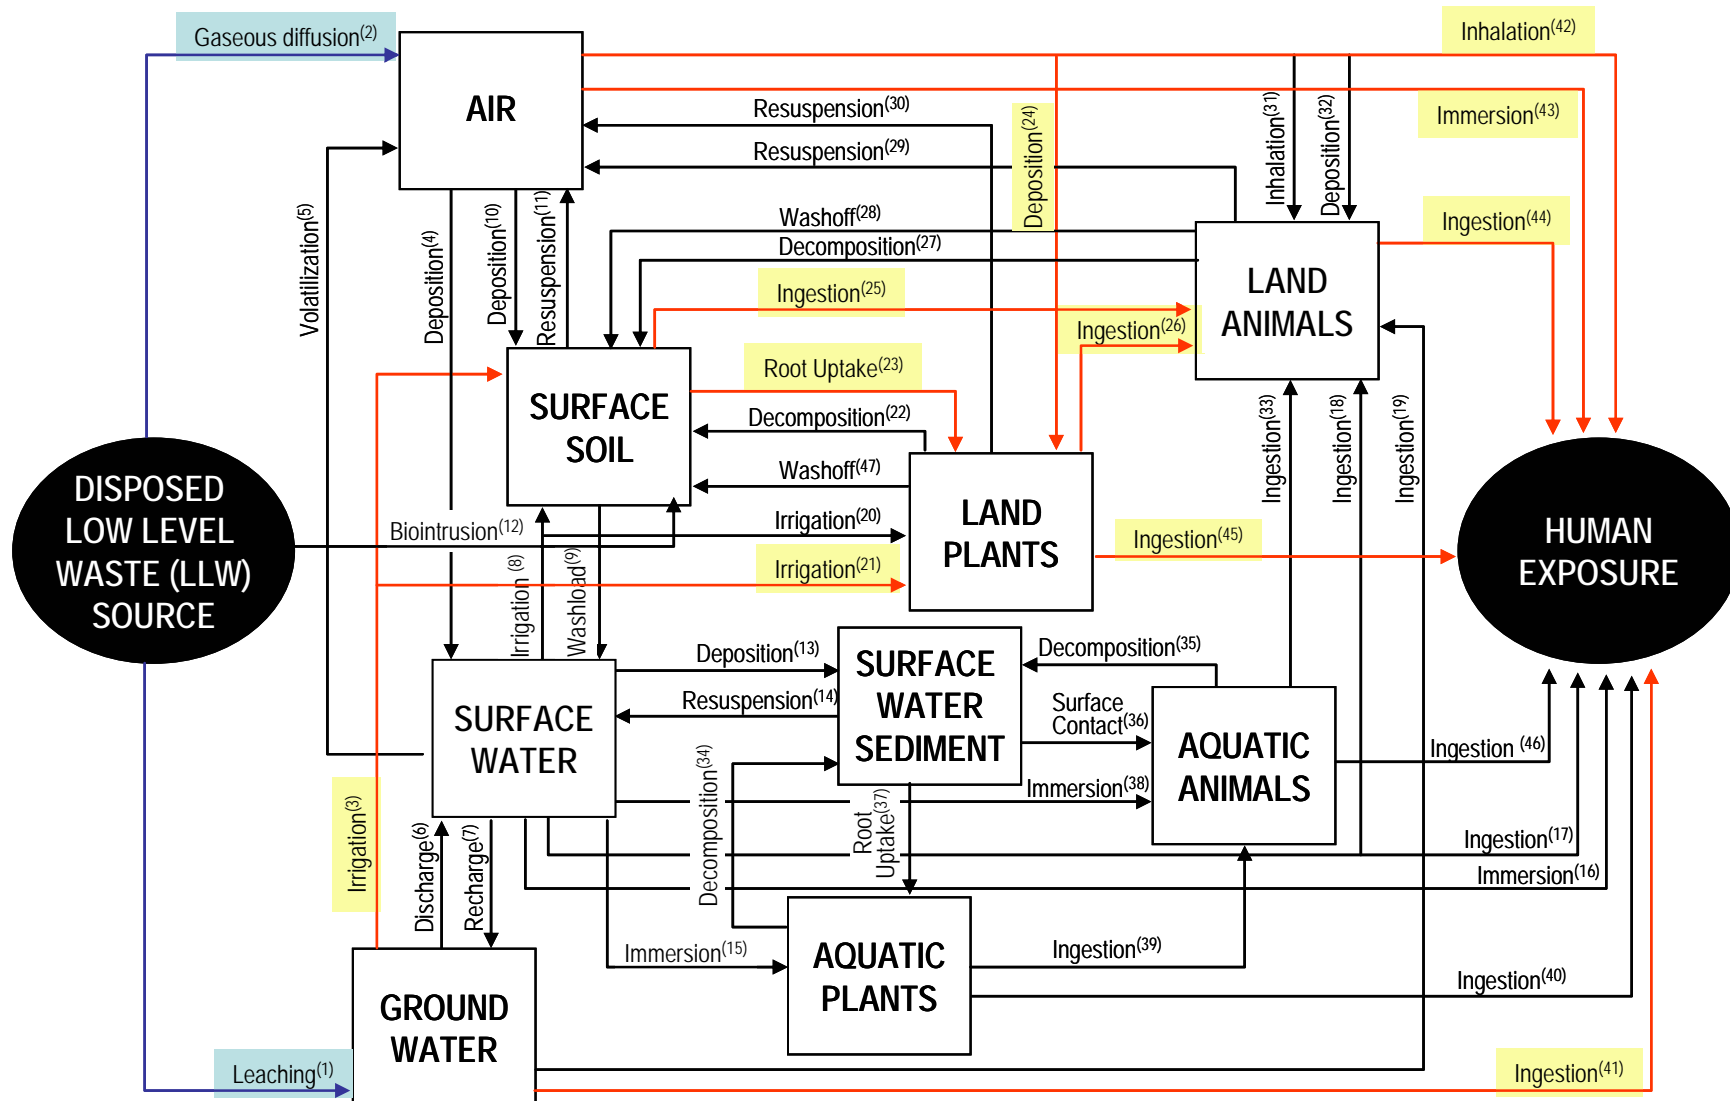 Gaseous diffusion(2)
Inhalation(42)
AIR
Resuspension(30)
Immersion(43)
Resuspension(29)
Deposition(24)
Inhalation(31)
Deposition(32)
Volatilization(5)
Deposition(4)
Deposition(10)
Resuspension(11)
Washoff(28)
Decomposition(27)
Ingestion(44)
LAND
ANIMALS
Ingestion(25)
Ingestion(26)
Root Uptake(23)
SURFACE
SOIL
Decomposition(22)
Washoff(47)
Ingestion(33)
Ingestion(18)
Ingestion(19)
DISPOSED
LOW LEVEL
WASTE (LLW)
SOURCE
Biointrusion(12)
Irrigation(20)
Irrigation(21)
LAND
PLANTS
Ingestion(45)
HUMAN
EXPOSURE
Irrigation (8)
Washload(9)
Deposition(13)
Resuspension(14)
SURFACE
WATER
SEDIMENT
Decomposition(35)
Surface
Contact(36)
SURFACE
WATER
AQUATIC
ANIMALS
Ingestion (46)
Immersion(38)
Decomposition(34)
Root
Uptake(37)
Irrigation(3)
Discharge(6)
Recharge(7)
Ingestion(17)
Immersion(16)
Immersion(15)
AQUATIC
PLANTS
Ingestion(39)
Ingestion(40)
GROUND
WATER
Leaching(1)
Ingestion(41)